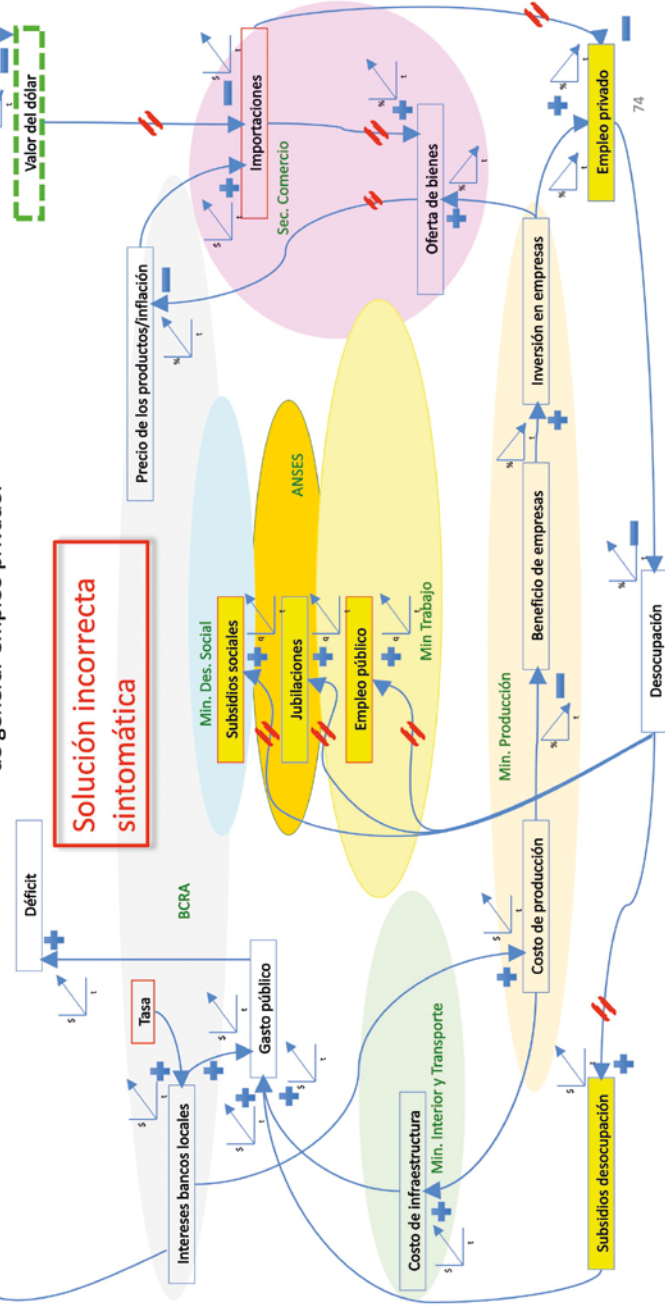 de generar empleo privado.
Déficit
$
t
Valor del dólar
t
Solución incorrecta
sintomática
Tasa
BCRA
Precio de los productos/inflación
%
t
Intereses bancos locales
$
t
Gasto público
$
t
$
t
$
t
Min. Des. Social
Subsidios sociales
q
t
Importaciones
$
t
$
t
Sec. Comercio
ANSES
Jubilaciones
q
t
Empleo público
q
t
Min Trabajo
Oferta de bienes
%
t
%
t
Costo de infraestructura
$
t
Min. Interior y Transporte
Min. Producción
Costo de producción
$
t
Beneficio de empresas
%
t
Inversión en empresas
%
t
Subsidios desocupación
$
t
Empleo privado
%
t
%
t
Desocupación
%
t
74